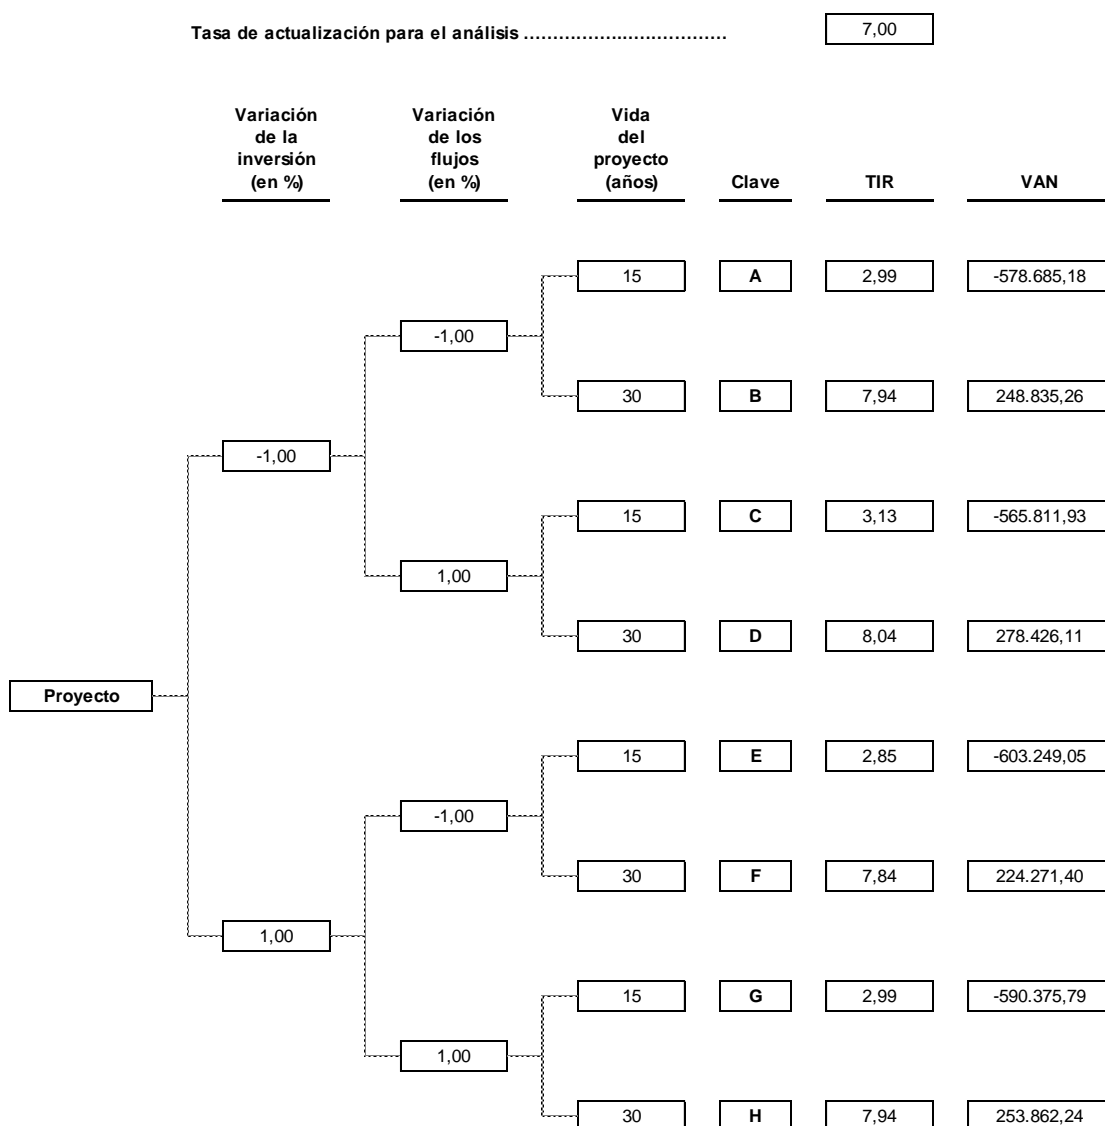 Tasa de actualización para el análisis ………………………………
7,00
Variación de la inversión (en %)
Variación de los flujos (en %)
Vida del proyecto (años)
Clave
TIR
VAN
15 A 2,99 -578.685,18
-1,00
30 B 7,94 248.835,26
-1,00
15 C 3,13 -565.811,93
1,00
30 D 8,04 278.426,11
Proyecto
15 E 2,85 -603.249,05
-1,00
30 F 7,84 224.271,40
1,00
15 G 2,99 -590.375,79
1,00
30 H 7,94 253.862,24